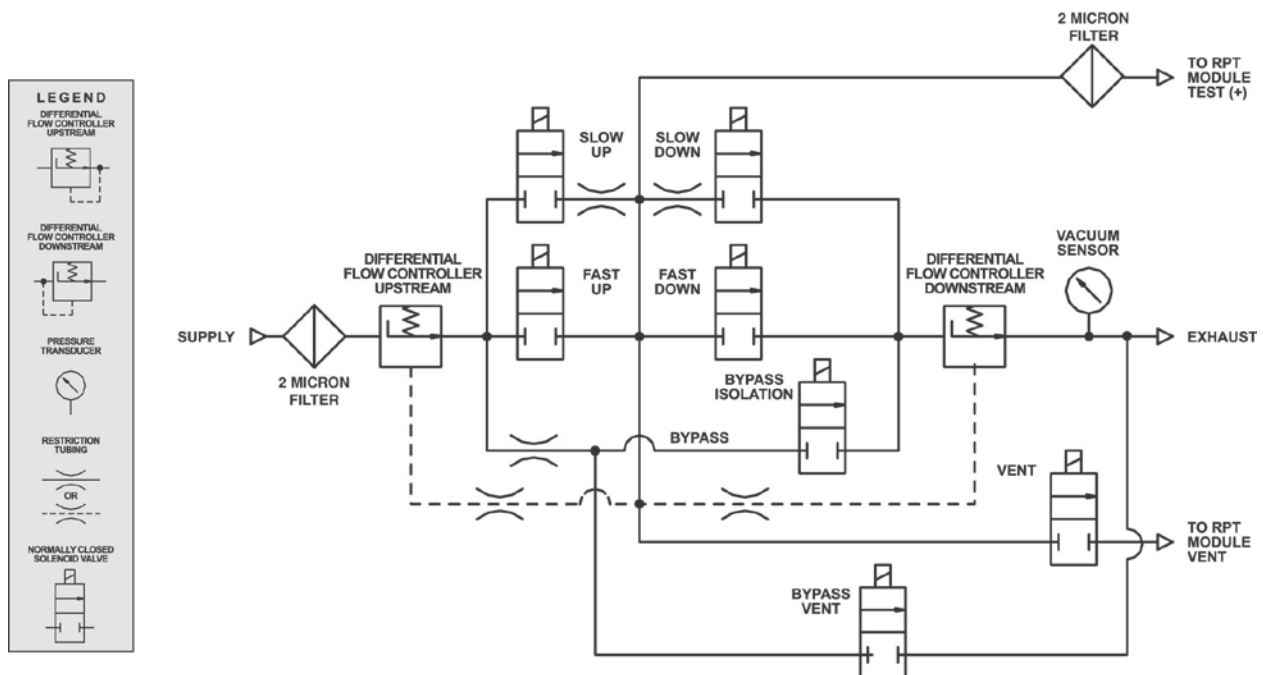 LEGEND
DIFFERENTIAL
FLOW CONTROLLER
UPSTREAM
DIFFERENTIAL
FLOW CONTROLLER
DOWNSTREAM
PRESSURE
TRANSDUCER
RESTRICTION
TUBING
OR
NORMALLY CLOSED
SOLENOID VALVE
2 MICRON
FILTER
TO RPT
MODULE
TEST (+)
SLOW
UP
SLOW
DOWN
DIFFERENTIAL
FLOW CONTROLLER
UPSTREAM
FAST
UP
FAST
DOWN
DIFFERENTIAL
FLOW CONTROLLER
DOWNSTREAM
VACUUM
SENSOR
SUPPLY
2 MICRON
FILTER
EXHAUST
BYPASS
ISOLATION
BYPASS
VENT
TO RPT
MODULE
VENT
BYPASS
VENT